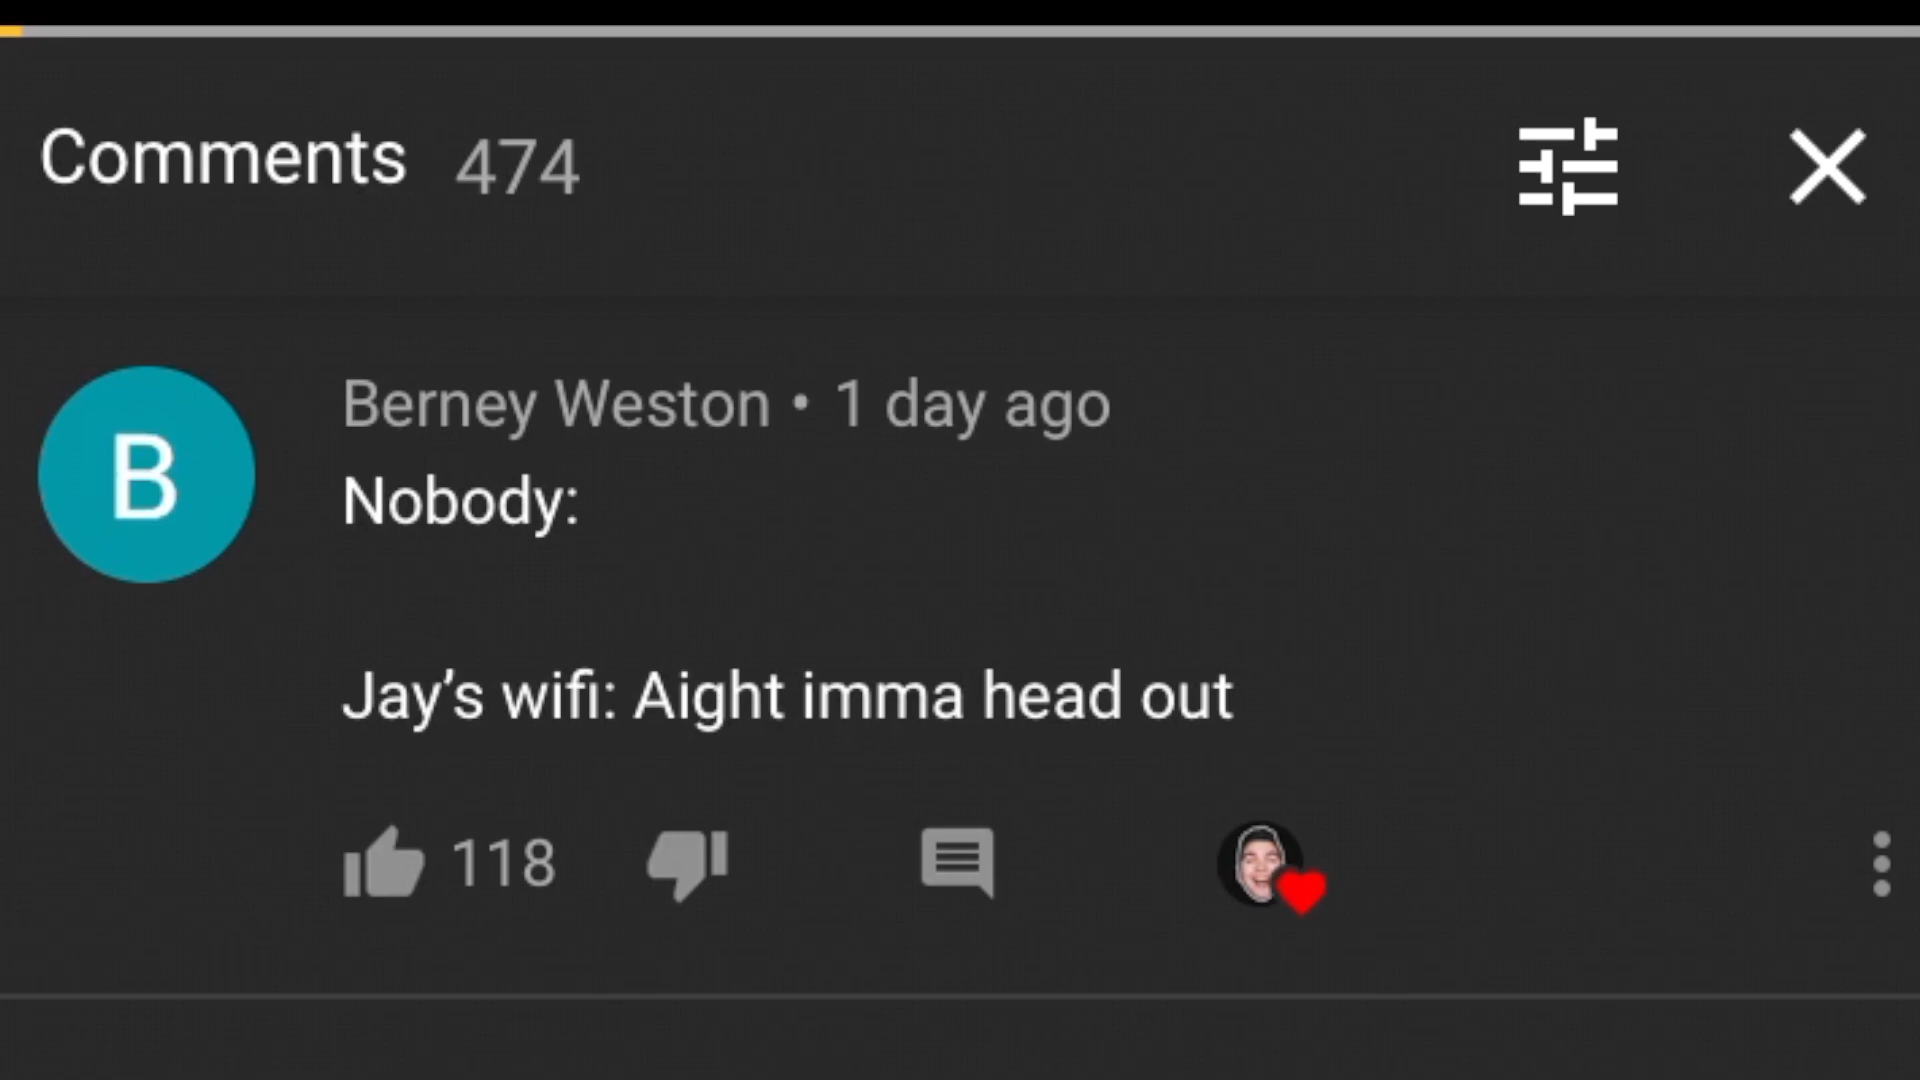 Comments 474
B
Berney Weston • 1 day ago
Nobody:
Jay’s wifi: Aight imma head out
118